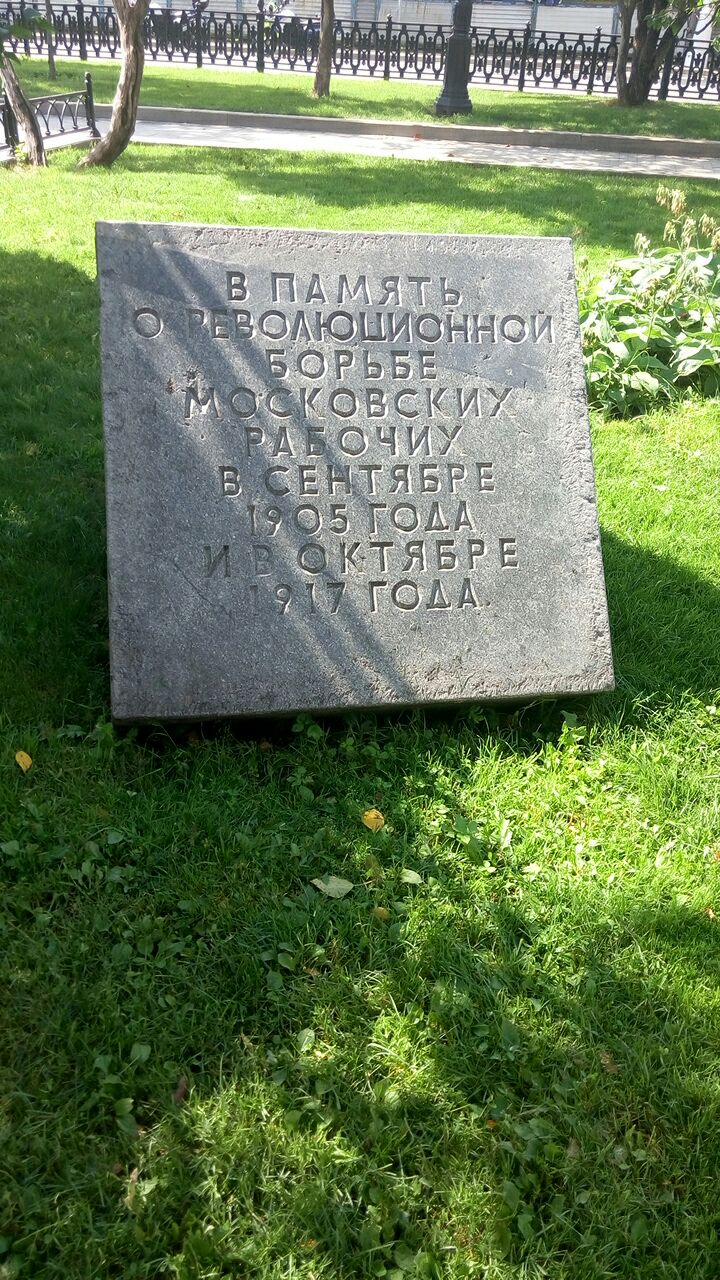 В ПАМЯТЬ
О РЕВОЛЮЦИОННОЙ
БОРЬБЕ
МОСКОВСКИХ
РАБОЧИХ
В СЕНТЯБРЕ
1905 ГОДА
И В ОКТЯБРЕ
1917 ГОДА.